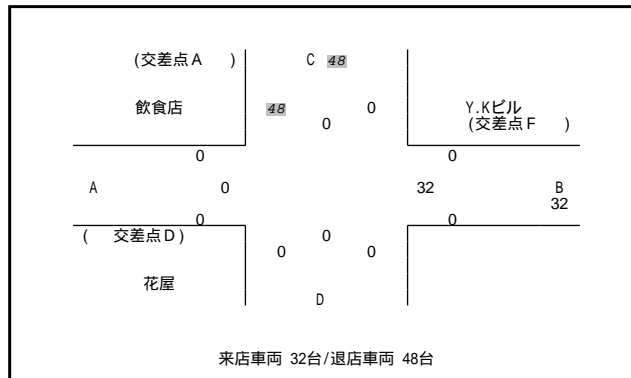 (交差点A　　)　C　48
飲食店　48　0　Y.Kビル
0　(交差点F　　)
0　0
A　0　32　B
32
0　0
(　　交差点D)　0
0　0
花屋
D
来店車両 32台/退店車両 48台